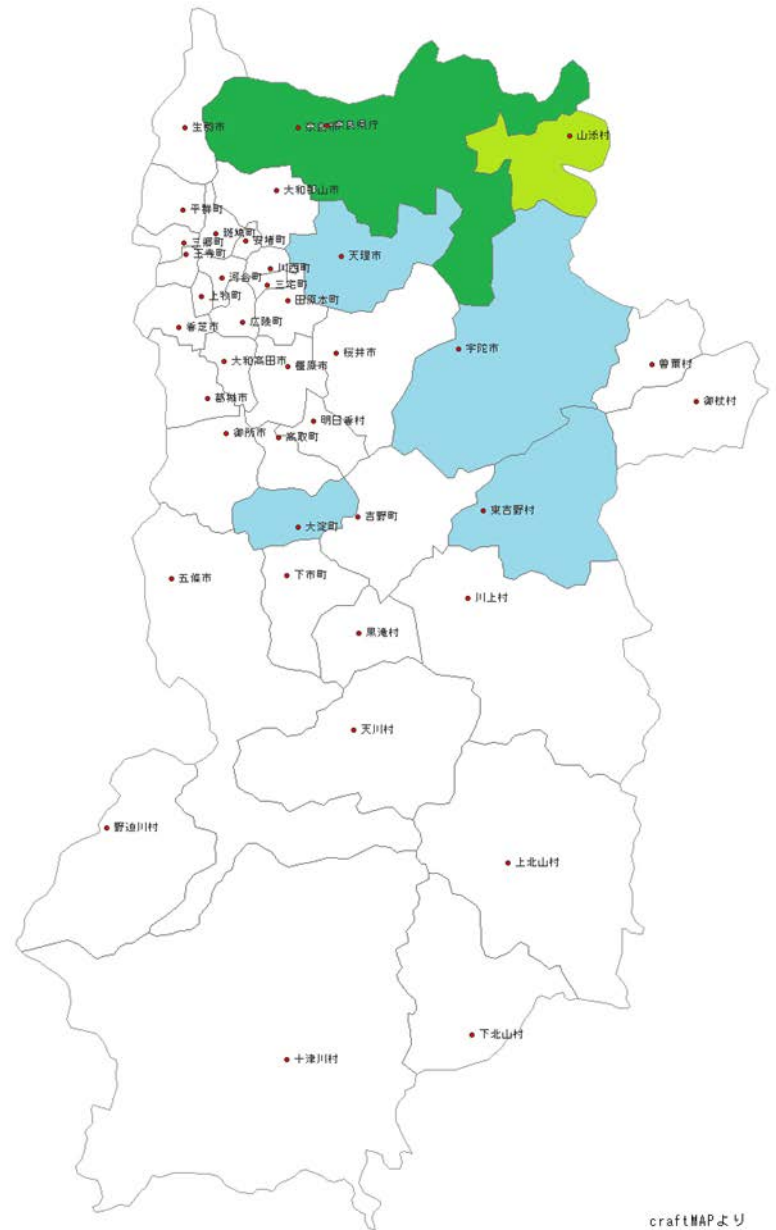 生駒市
奈良県庁
山添村
大和郡山市
平群町
斑鳩町
安堵町
三郷町
王寺町
天理市
川西町
河合町
三宅町
上牧町
田原本町
広陵町
香芝市
桜井市
宇陀市
大和高田市
橿原市
曽爾村
葛城市
御杖村
明日香村
御所市
高取町
東吉野村
吉野町
大淀町
下市町
五條市
川上村
黒滝村
天川村
野迫川村
上北山村
下北山村
十津川村
craftMAPより